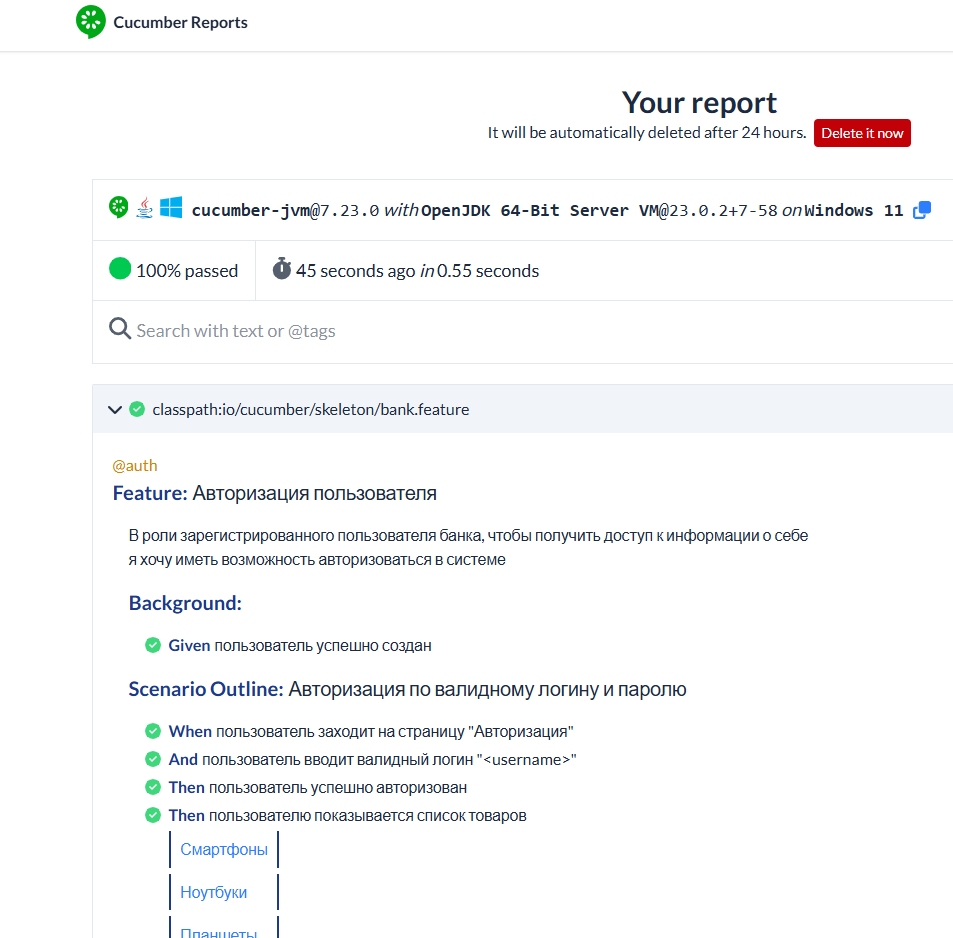 Cucumber Reports
Your report
It will be automatically deleted after 24 hours. Delete it now
cucumber-jvm@7.23.0 with OpenJDK 64-Bit Server VM@23.0.2+7-58 on Windows 11
100% passed 45 seconds ago in 0.55 seconds
Search with text or @tags
classpath:io/cucumber/skeleton/bank.feature
@auth
Feature: Авторизация пользователя
В роли зарегистрированного пользователя банка, чтобы получить доступ к информации о себе
я хочу иметь возможность авторизоваться в системе
Background:
Given пользователь успешно создан
Scenario Outline: Авторизация по валидному логину и паролю
When пользователь заходит на страницу "Авторизация"
And пользователь вводит валидный логин "<username>"
Then пользователь успешно авторизован
Then пользователю показывается список товаров
Смартфоны
Ноутбуки
Планшеты